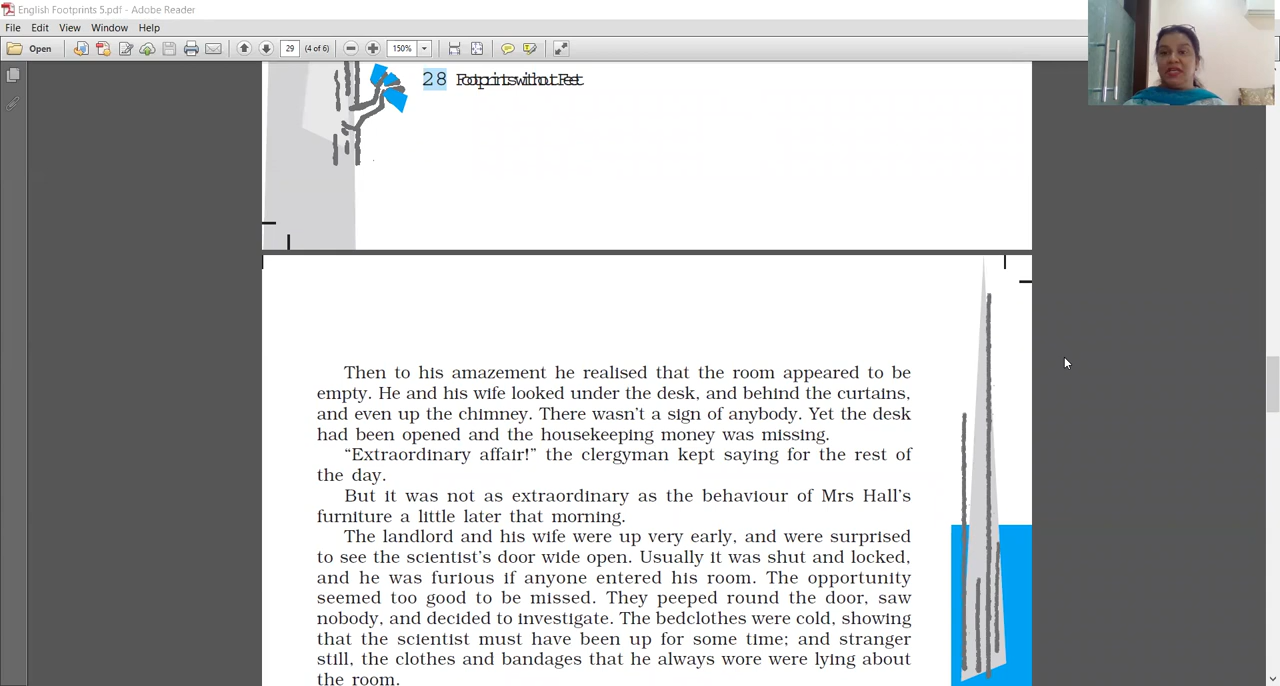 English Footprints 5.pdf - Adobe Reader
File Edit View Window Help
Open 29 (4 of 6) 150%
28
Then to his amazement he realised that the room appeared to be
empty. He and his wife looked under the desk, and behind the curtains,
and even up the chimney. There wasn't a sign of anybody. Yet the desk
had been opened and the housekeeping money was missing.
“Extraordinary affair!” the clergyman kept saying for the rest of
the day.
But it was not as extraordinary as the behaviour of Mrs Hall's
furniture a little later that morning.
The landlord and his wife were up very early, and were surprised
to see the scientist's door wide open. Usually it was shut and locked,
and he was furious if anyone entered his room. The opportunity
seemed too good to be missed. They peeped round the door, saw
nobody, and decided to investigate. The bedclothes were cold, showing
that the scientist must have been up for some time; and stranger
still, the clothes and bandages that he always wore were lying about
the room.